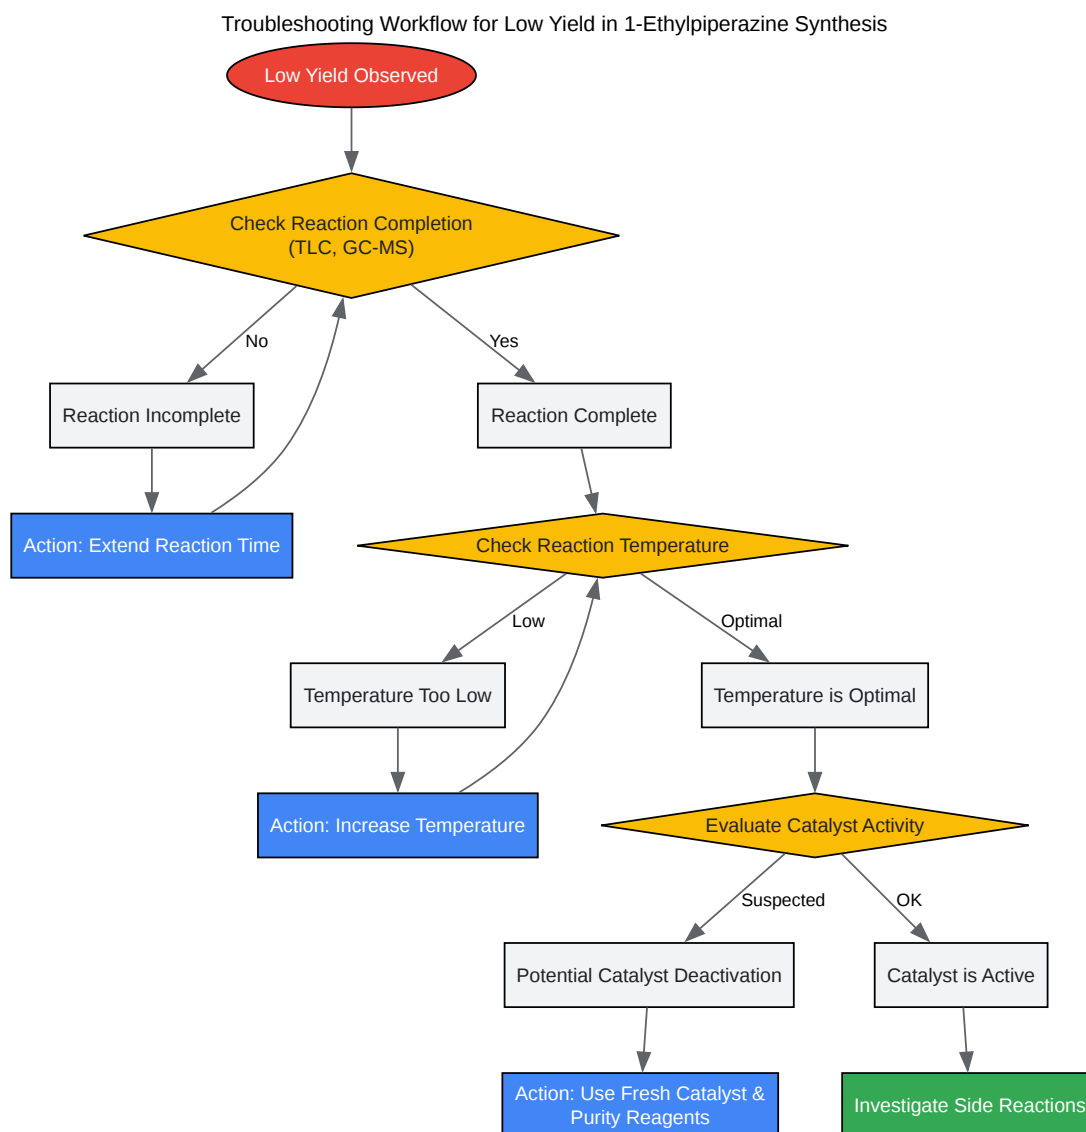 Troubleshooting Workflow for Low Yield in 1-Ethylpiperazine Synthesis
Low Yield Observed
Check Reaction Completion
(TLC, GC-MS)
No
Yes
Reaction Incomplete
Reaction Complete
Action: Extend Reaction Time
Check Reaction Temperature
Low
Optimal
Temperature Too Low
Temperature is Optimal
Action: Increase Temperature
Evaluate Catalyst Activity
Suspected
OK
Potential Catalyst Deactivation
Catalyst is Active
Action: Use Fresh Catalyst &
Purity Reagents
Investigate Side Reactions